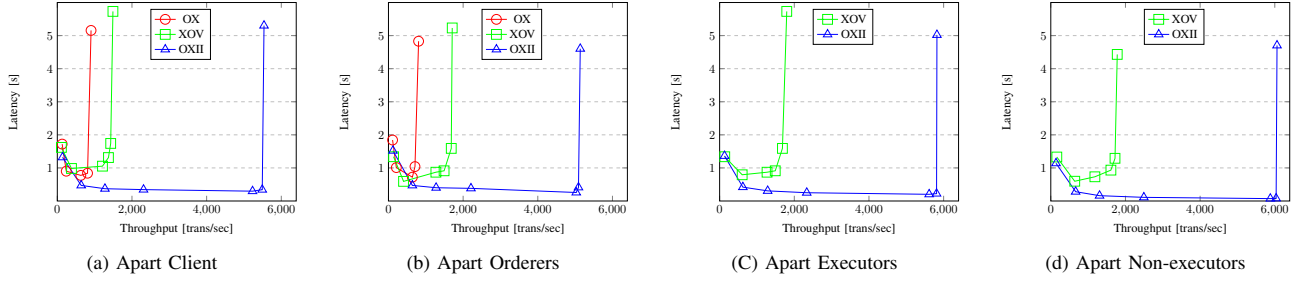 OX
XOV
OXII
5
4
3
2
1
Latency [s]
0 2,000 4,000 6,000
Throughput [trans/sec]
(a) Apart Client
OX
XOV
OXII
5
4
3
2
1
Latency [s]
0 2,000 4,000 6,000
Throughput [trans/sec]
(b) Apart Orderers
XOV
OXII
5
4
3
2
1
Latency [s]
0 2,000 4,000 6,000
Throughput [trans/sec]
(C) Apart Executors
XOV
OXII
5
4
3
2
1
Latency [s]
0 2,000 4,000 6,000
Throughput [trans/sec]
(d) Apart Non-executors